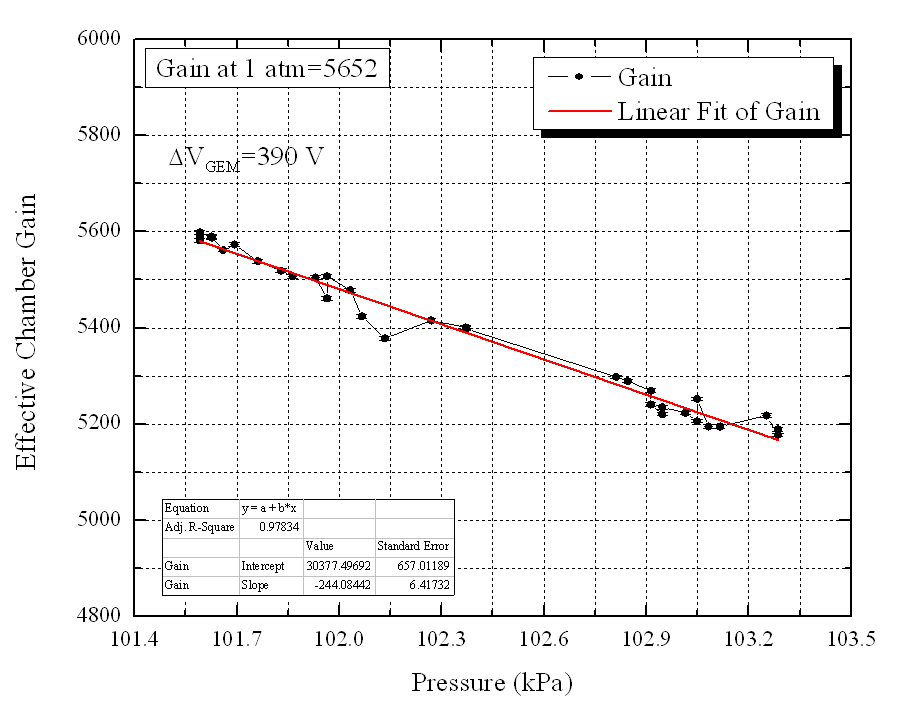 Gain at 1 atm=5652
Gain
Linear Fit of Gain
ΔV_GEM=390 V
Effective Chamber Gain
6000
5800
5600
5400
5200
5000
4800
Equation y = a + b*x
Adj. R-Square 0.97834
Value Standard Error
Gain Intercept 30377.49692 657.01189
Gain Slope -244.08442 6.41732
101.4 101.7 102.0 102.3 102.6 102.9 103.2 103.5
Pressure (kPa)